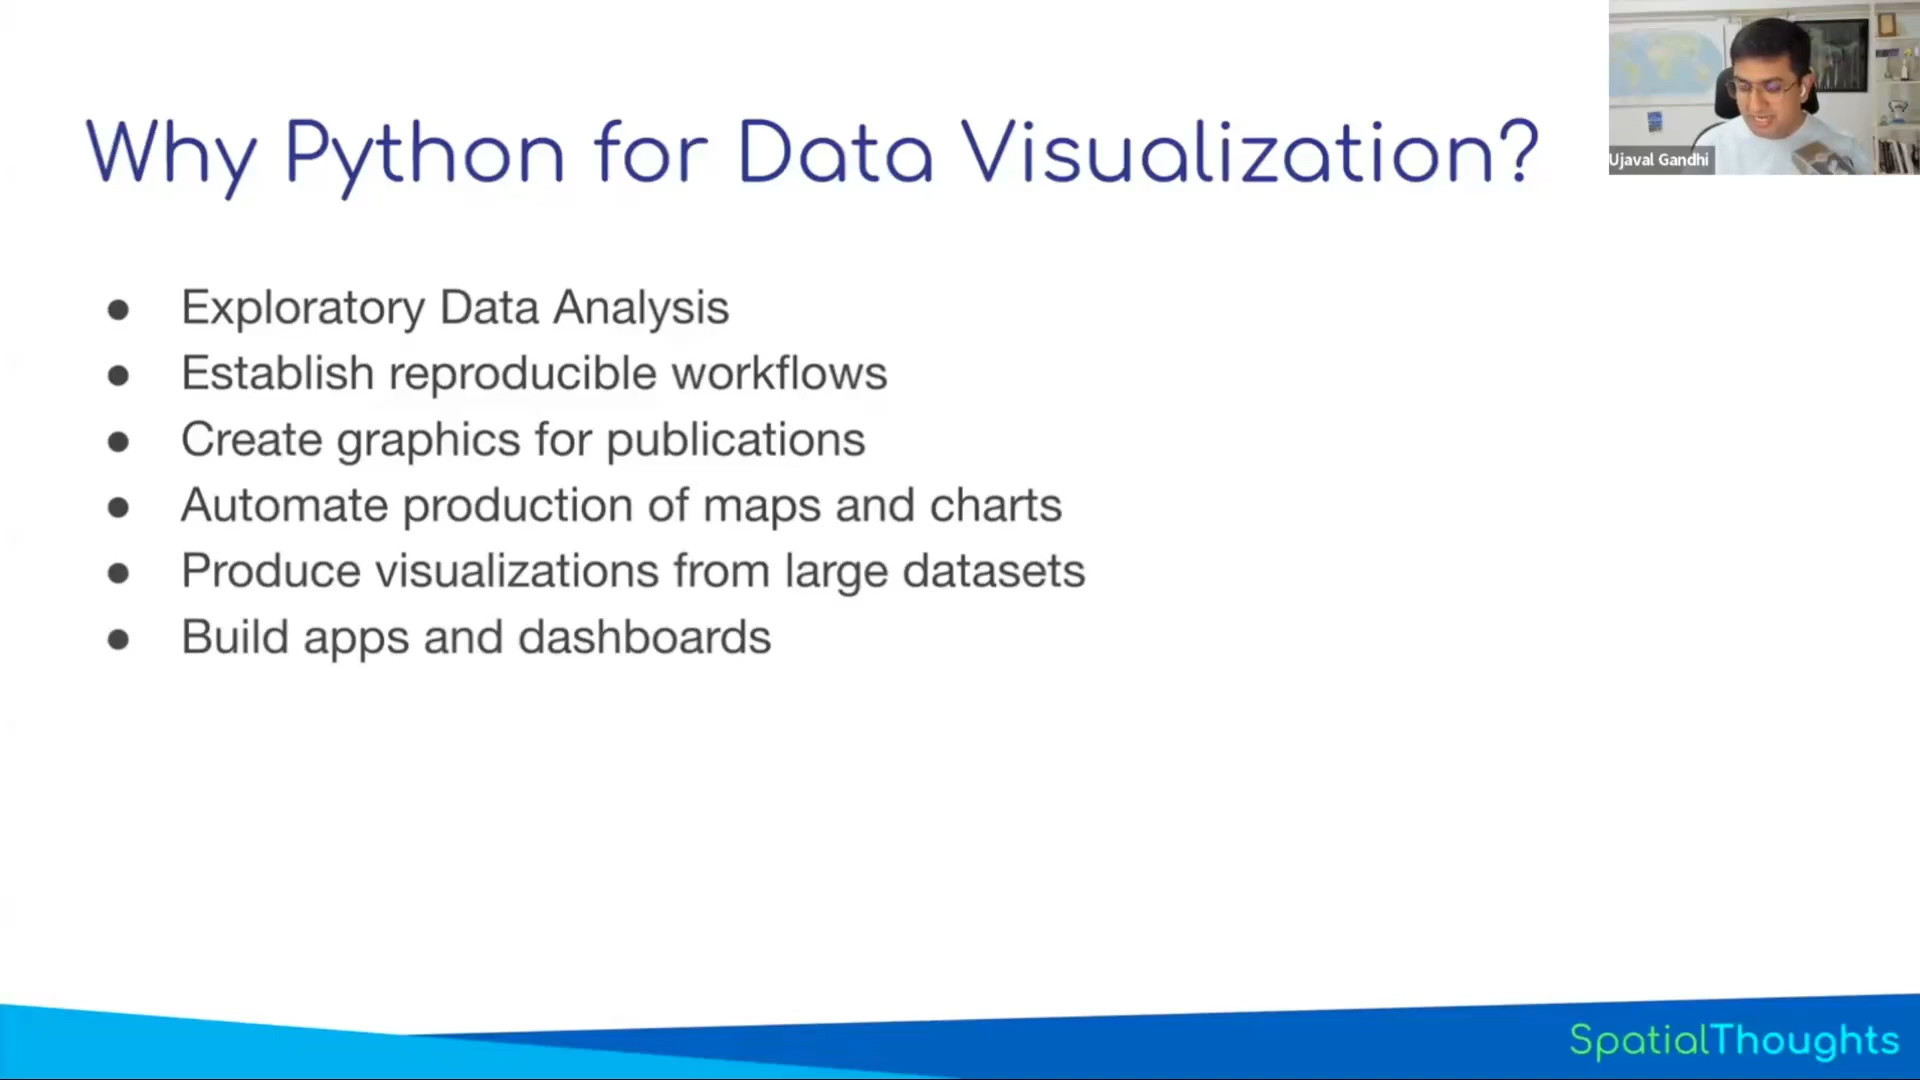 Why Python for Data Visualization?
Ujaval Gandhi
● Exploratory Data Analysis
● Establish reproducible workflows
● Create graphics for publications
● Automate production of maps and charts
● Produce visualizations from large datasets
● Build apps and dashboards
SpatialThoughts